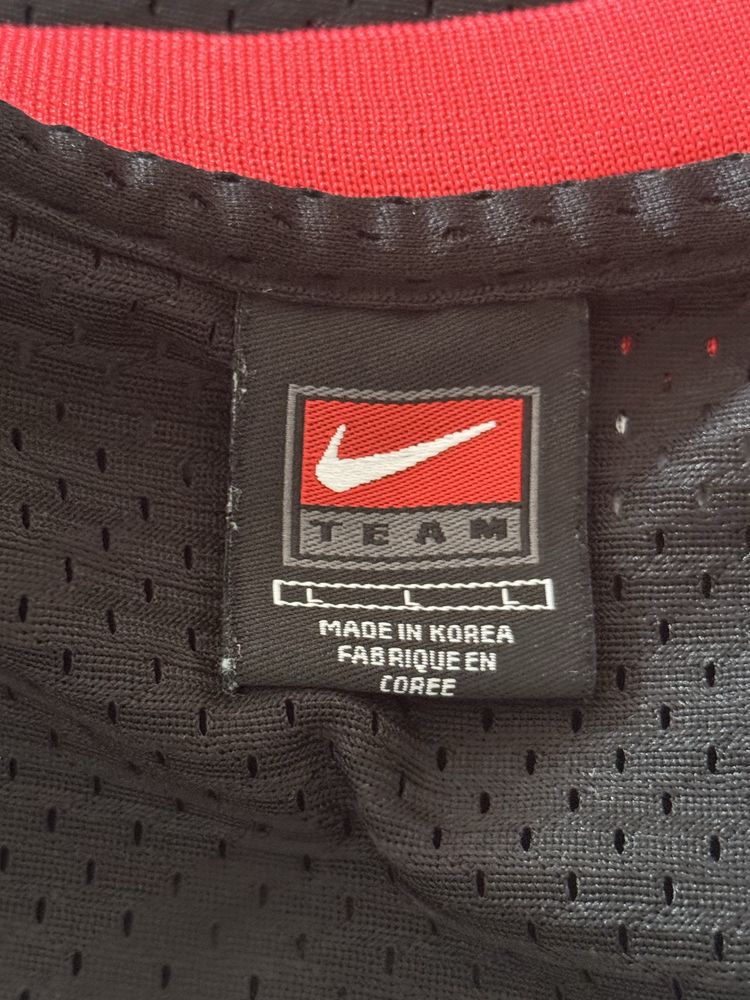 TEAM
L L L
MADE IN KOREA
FABRIQUE EN
COREE